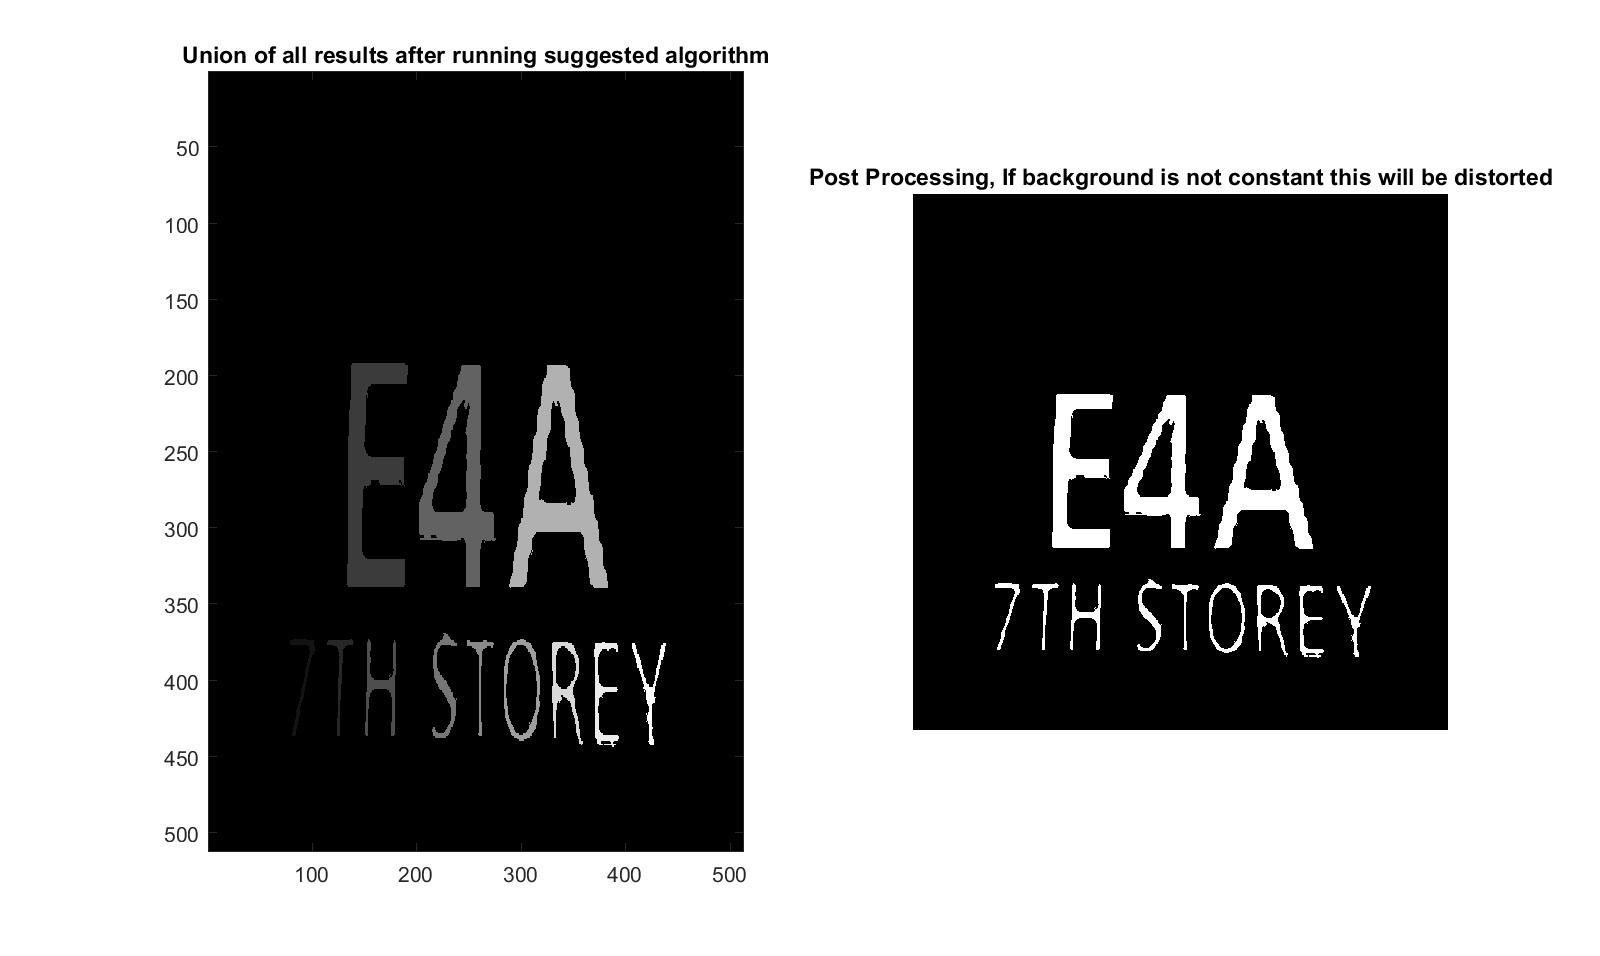 Union of all results after running suggested algorithm
50
100
150
200
250
300
350
400
450
500
100 200 300 400 500
E4A
7TH STOREY
Post Processing, If background is not constant this will be distorted
E4A
7TH STOREY